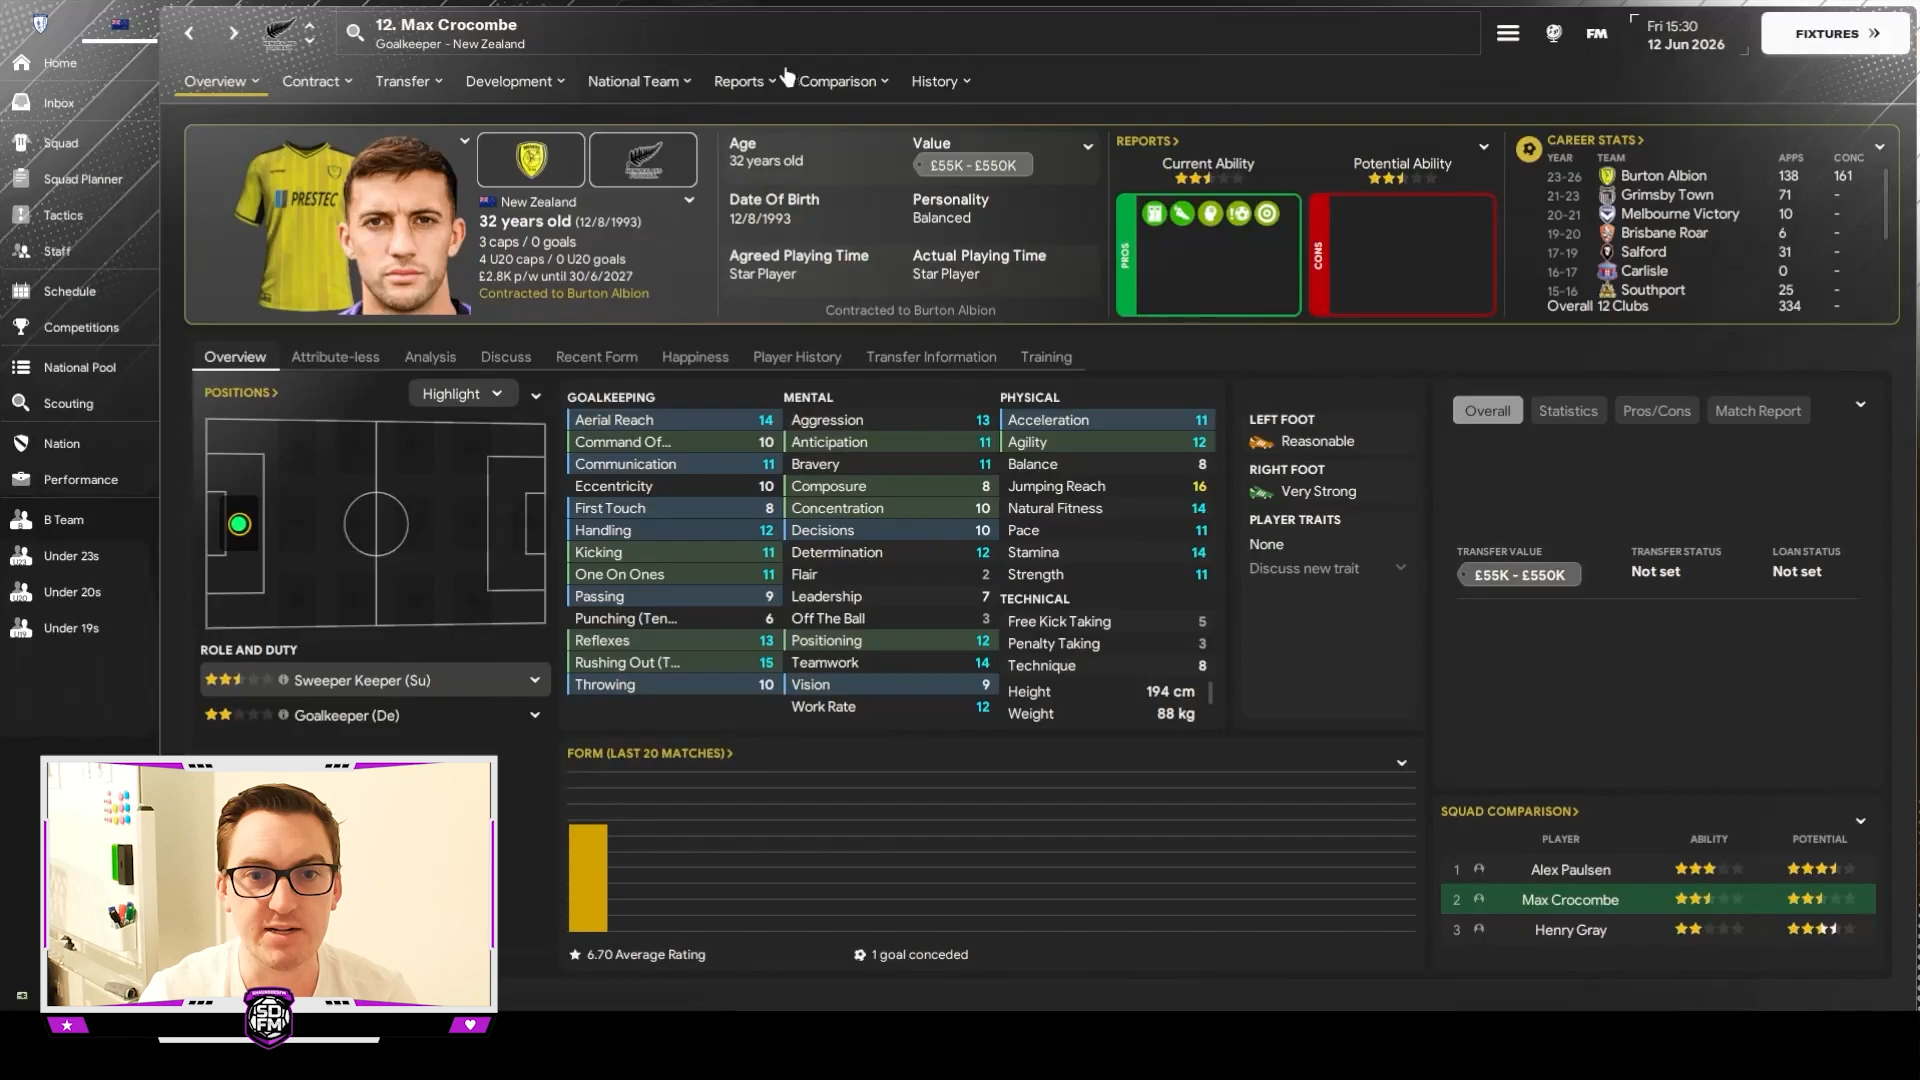 12. Max Crocombe
Goalkeeper - New Zealand
FM
Fri 15:30
12 Jun 2026
FIXTURES
Overview
Contract
Transfer
Development
National Team
Reports
Comparison
History
Home
Inbox
Squad
Squad Planner
Tactics
Staff
Schedule
Competitions
National Pool
Scouting
Nation
Performance
B Team
Under 23s
Under 20s
Under 19s
PRESTEC
New Zealand
32 years old (12/8/1993)
3 caps / 0 goals
4 U20 caps / 0 U20 goals
£2.8K p/w until 30/6/2027
Contracted to Burton Albion
Age
32 years old
Value
£55K - £550K
Date Of Birth
12/8/1993
Personality
Balanced
Agreed Playing Time
Star Player
Actual Playing Time
Star Player
Contracted to Burton Albion
REPORTS
Current Ability
Potential Ability
PROS
CONS
CAREER STATS
YEAR TEAM APPS CONC
23-26 Burton Albion 138 161
21-23 Grimsby Town 71 -
20-21 Melbourne Victory 10 -
19-20 Brisbane Roar 6 -
17-19 Salford 31 -
16-17 Carlisle 0 -
15-16 Southport 25 -
Overall 12 Clubs 334 -
Overview
Attribute-less
Analysis
Discuss
Recent Form
Happiness
Player History
Transfer Information
Training
POSITIONS
Highlight
ROLE AND DUTY
Sweeper Keeper (Su)
Goalkeeper (De)
GOALKEEPING
Aerial Reach 14
Command Of... 10
Communication 11
Eccentricity 10
First Touch 8
Handling 12
Kicking 11
One On Ones 11
Passing 9
Punching (Ten... 6
Reflexes 13
Rushing Out (T... 15
Throwing 10
MENTAL
Aggression 13
Anticipation 11
Bravery 11
Composure 8
Concentration 10
Decisions 10
Determination 12
Flair 2
Leadership 7
Off The Ball 3
Positioning 12
Teamwork 14
Vision 9
Work Rate 12
PHYSICAL
Acceleration 11
Agility 12
Balance 8
Jumping Reach 16
Natural Fitness 14
Pace 11
Stamina 14
Strength 11
TECHNICAL
Free Kick Taking 5
Penalty Taking 3
Technique 8
Height 194 cm
Weight 88 kg
LEFT FOOT
Reasonable
RIGHT FOOT
Very Strong
PLAYER TRAITS
None
Discuss new trait
Overall
Statistics
Pros/Cons
Match Report
TRANSFER VALUE
£55K - £550K
TRANSFER STATUS
Not set
LOAN STATUS
Not set
FORM (LAST 20 MATCHES)
6.70 Average Rating
1 goal conceded
SQUAD COMPARISON
PLAYER ABILITY POTENTIAL
1 Alex Paulsen
2 Max Crocombe
3 Henry Gray
SD
FM